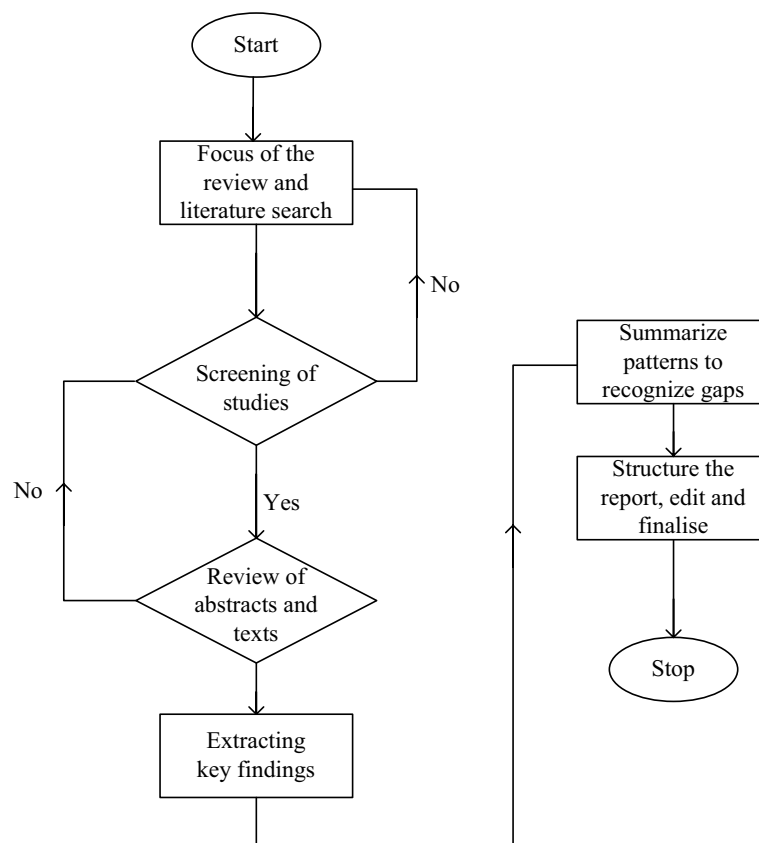 Start
Focus of the
review and
literature search
No
Screening of
studies
No
Yes
Review of
abstracts and
texts
Extracting
key findings
Summarize
patterns to
recognize gaps
Structure the
report, edit and
finalise
Stop